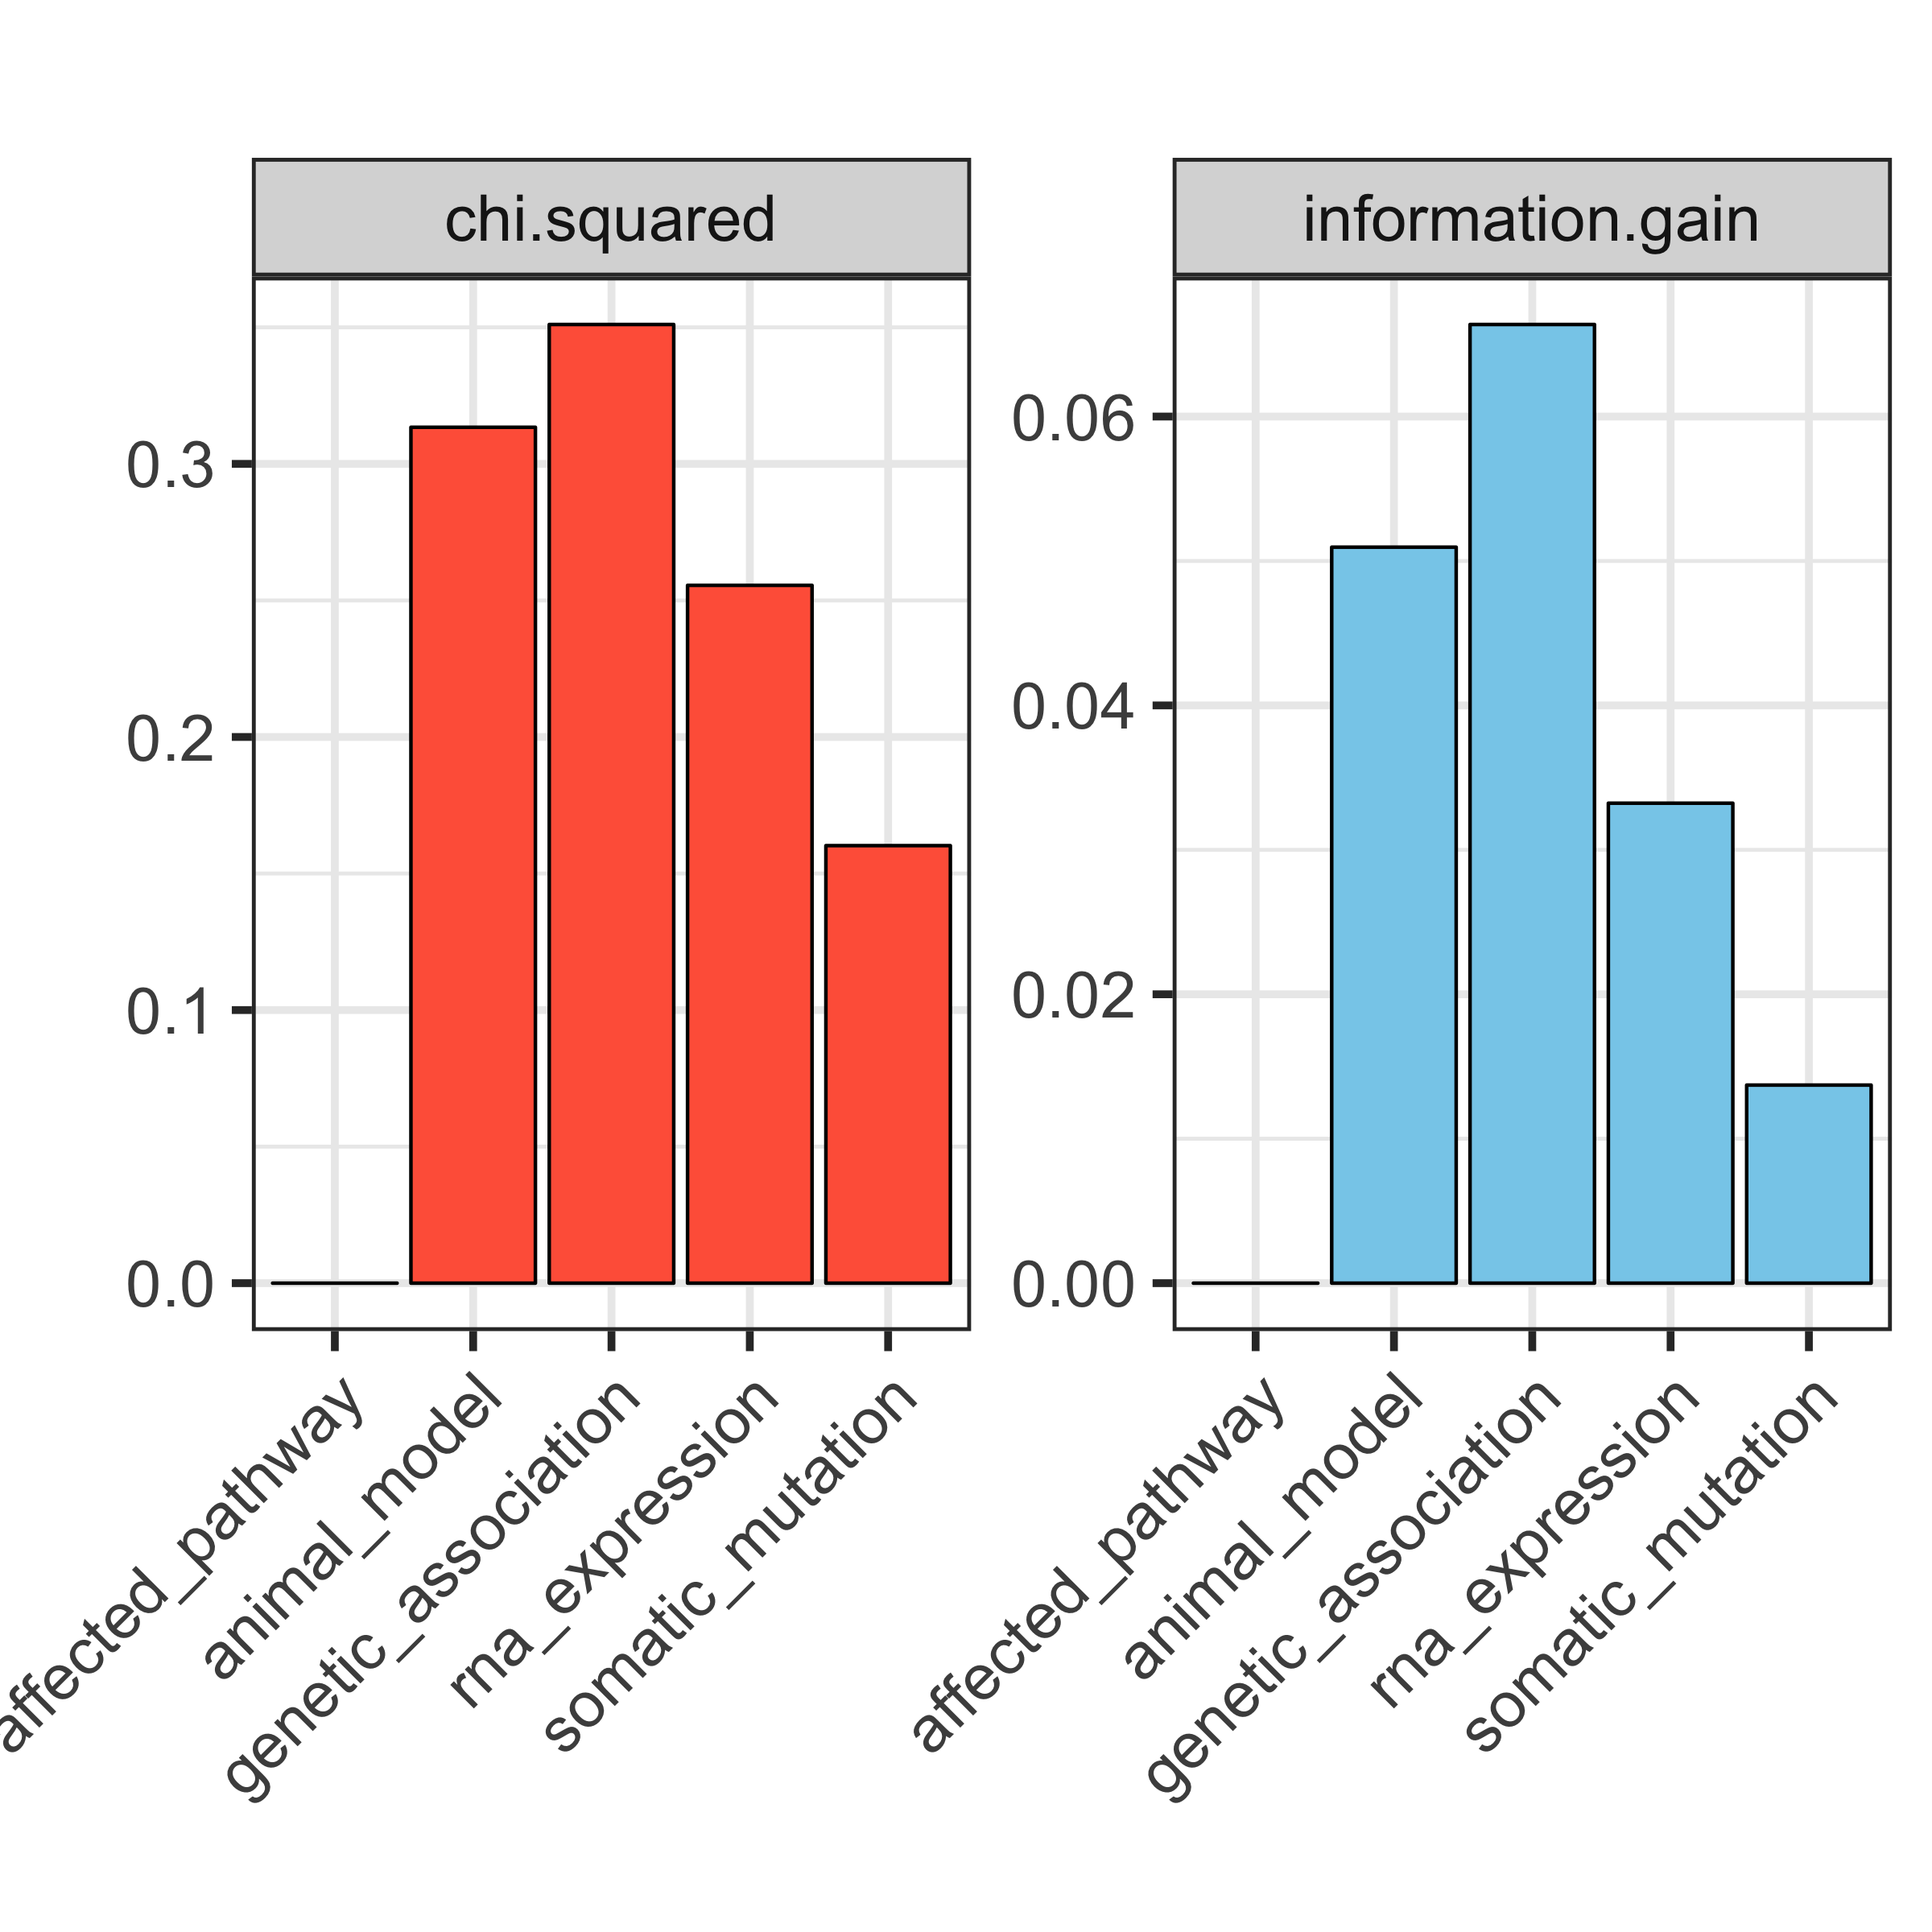 chi.squared
0.3
0.2
0.1
0.0
affected_pathway
animal_model
genetic_association
rna_expression
somatic_mutation
information.gain
0.06
0.04
0.02
0.00
affected_pathway
animal_model
genetic_association
rna_expression
somatic_mutation